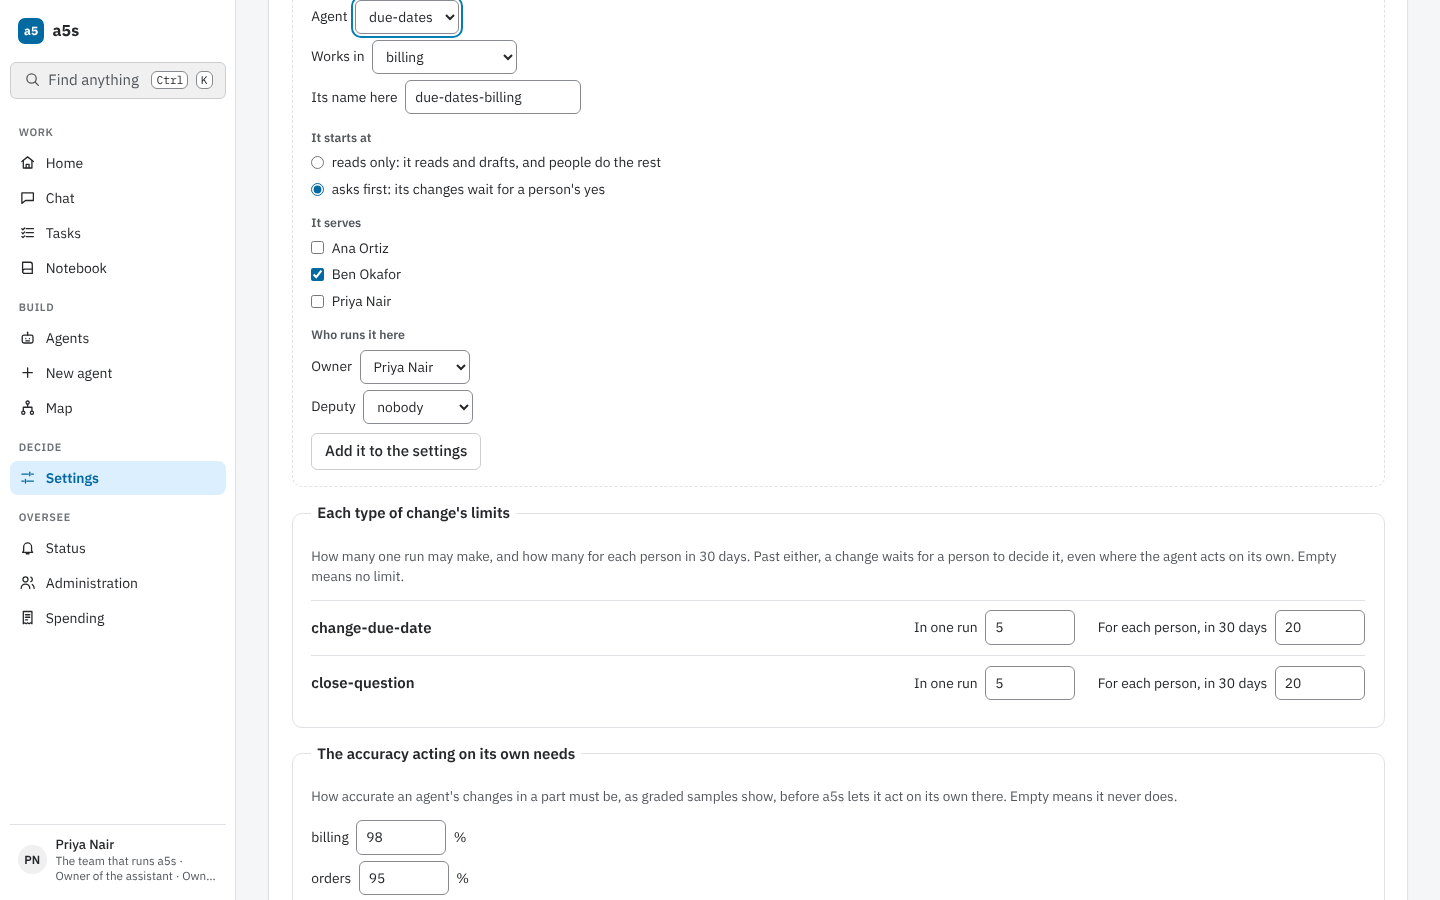 a5 a5s
Find anything Ctrl K
WORK
Home
Chat
Tasks
Notebook
BUILD
Agents
New agent
Map
DECIDE
Settings
OVERSEE
Status
Administration
Spending
PN Priya Nair
The team that runs a5s ·
Owner of the assistant · Own...
Agent due-dates
Works in billing
Its name here due-dates-billing
It starts at
reads only: it reads and drafts, and people do the rest
asks first: its changes wait for a person's yes
It serves
Ana Ortiz
Ben Okafor
Priya Nair
Who runs it here
Owner Priya Nair
Deputy nobody
Add it to the settings
Each type of change's limits
How many one run may make, and how many for each person in 30 days. Past either, a change waits for a person to decide it, even where the agent acts on its own. Empty
means no limit.
change-due-date In one run 5 For each person, in 30 days 20
close-question In one run 5 For each person, in 30 days 20
The accuracy acting on its own needs
How accurate an agent's changes in a part must be, as graded samples show, before a5s lets it act on its own there. Empty means it never does.
billing 98 %
orders 95 %